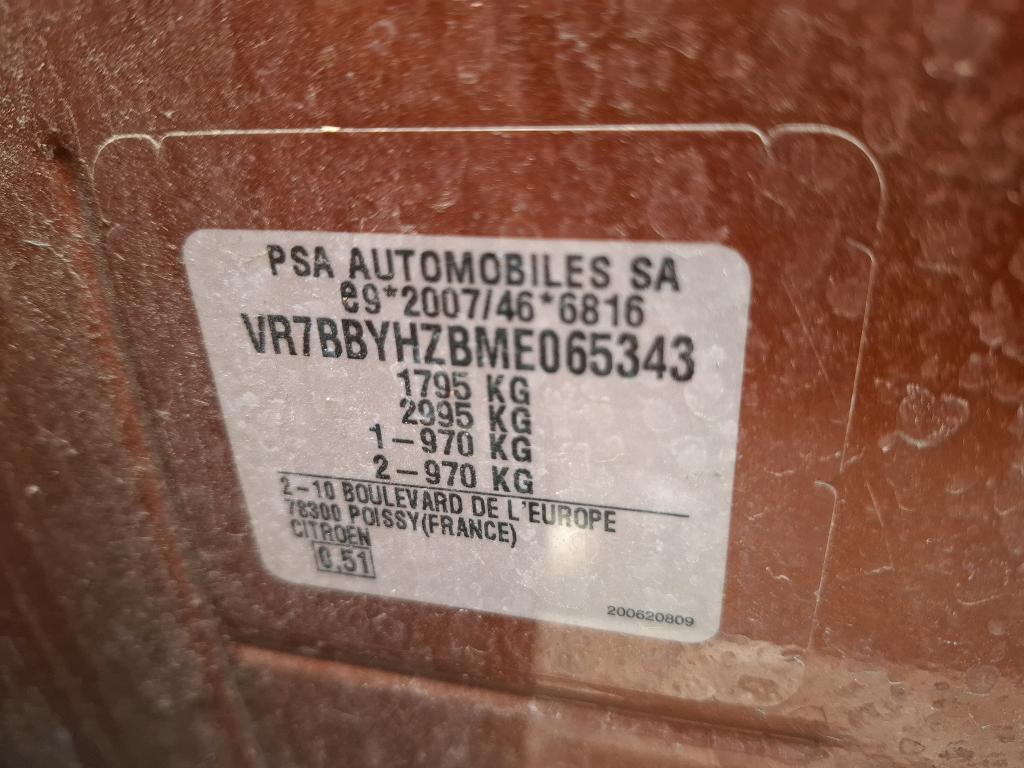 PSA AUTOMOBILES SA
e9*2007/46*6816
VR7BBYHZBME065343
1795 KG
2995 KG
1-970 KG
2-970 KG
2-10 BOULEVARD DE L'EUROPE
78300 POISSY(FRANCE)
CITROEN
0.51
200620809